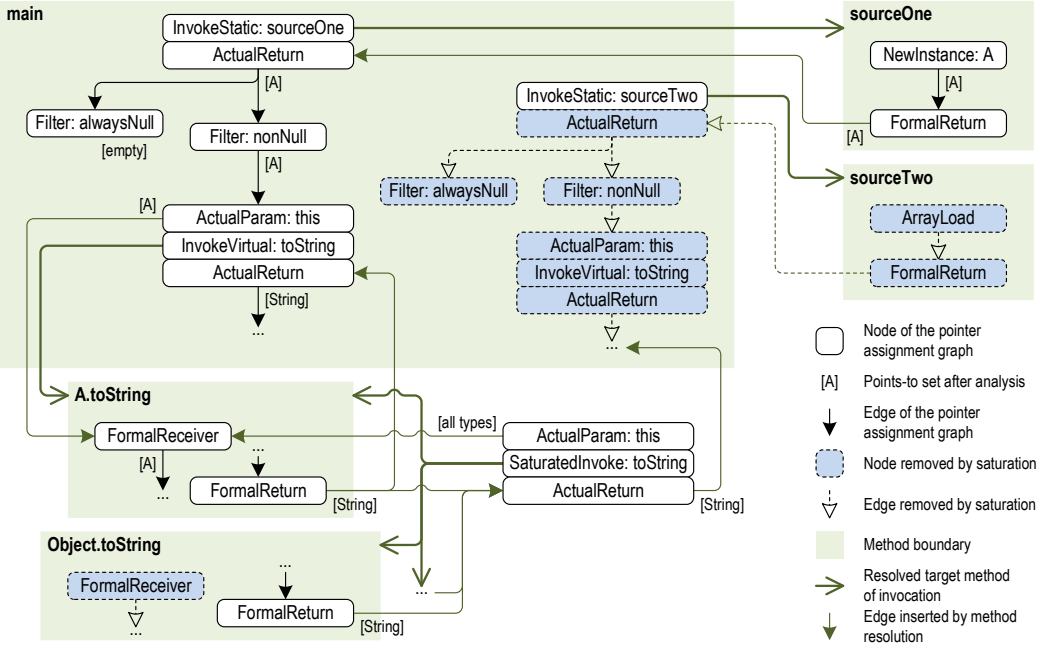 main
InvokeStatic: sourceOne
ActualReturn
[A]
Filter: alwaysNull
[empty]
Filter: nonNull
[A]
[A]
ActualParam: this
InvokeVirtual: toString
ActualReturn
[String]
...
InvokeStatic: sourceTwo
ActualReturn
Filter: alwaysNull
Filter: nonNull
ActualParam: this
InvokeVirtual: toString
ActualReturn
...
sourceOne
NewInstance: A
[A]
FormalReturn
[A]
sourceTwo
ArrayLoad
FormalReturn
A.toString
FormalReceiver
[A]
...
...
FormalReturn
[String]
[all types]
ActualParam: this
SaturatedInvoke: toString
ActualReturn
[String]
Object.toString
FormalReceiver
...
...
FormalReturn
[String]
...
Node of the pointer
assignment graph
[A]
Points-to set after analysis
Edge of the pointer
assignment graph
Node removed by saturation
Edge removed by saturation
Method boundary
Resolved target method
of invocation
Edge inserted by method
resolution